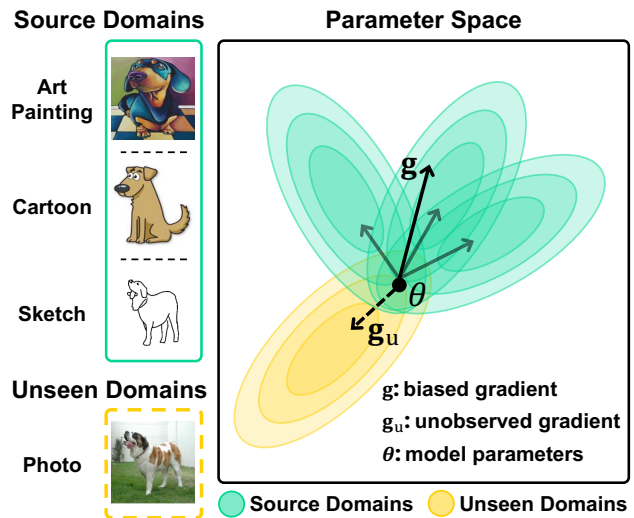 Source Domains
Parameter Space
Art
Painting
Cartoon
Sketch
Unseen Domains
Photo
g
θ
gᵤ
g: biased gradient
gᵤ: unobserved gradient
θ: model parameters
Source Domains
Unseen Domains